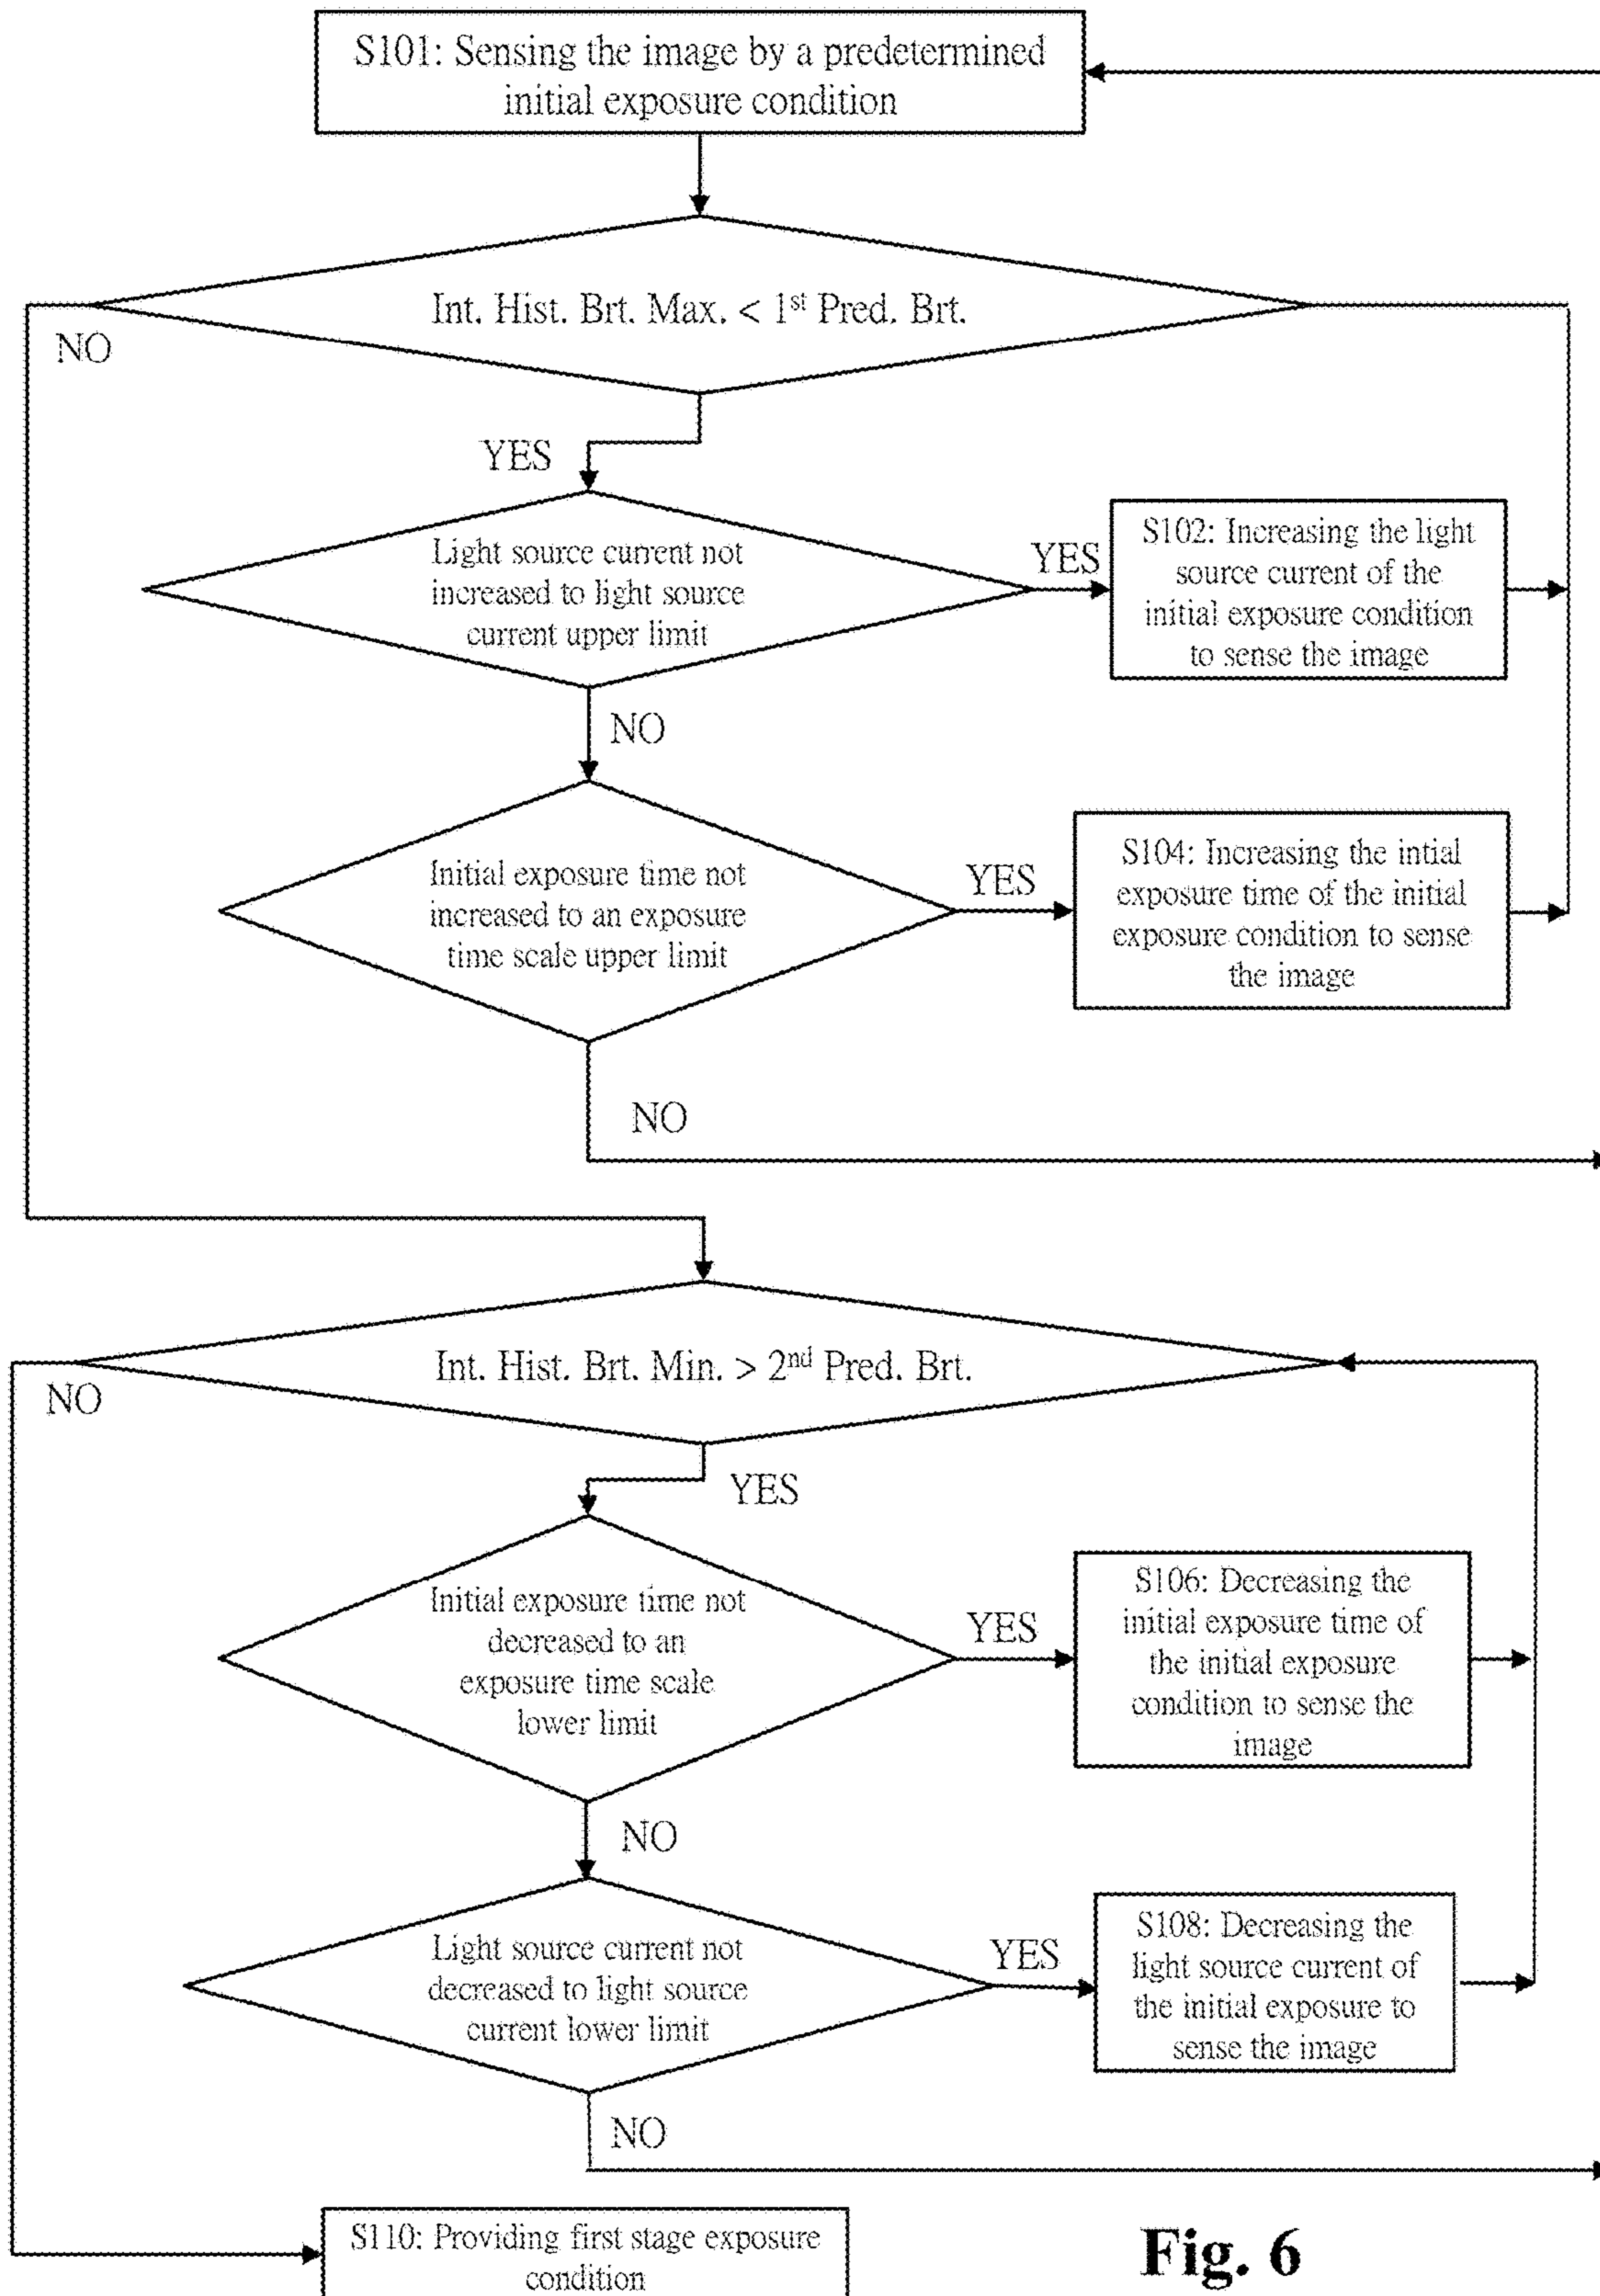 S101: Sensing the image by a predetermined
initial exposure condition
Int. Hist. Brt. Max. < 1st Pred. Brt.
NO
YES
Light source current not
increased to light source
current upper limit
YES
S102: Increasing the light
source current of the
initial exposure condition
to sense the image
NO
Initial exposure time not
increased to an exposure
time scale upper limit
YES
S104: Increasing the intial
exposure time of the initial
exposure condition to sense
the image
NO
Int. Hist. Brt. Min. > 2nd Pred. Brt.
NO
YES
Initial exposure time not
decreased to an
exposure time scale
lower limit
YES
S106: Decreasing the
initial exposure time of
the initial exposure
condition to sense the
image
NO
Light source current not
decreased to light source
current lower limit
YES
S108: Decreasing the
light source current of
the initial exposure to
sense the image
NO
S110: Providing first stage exposure
condition
Fig. 6